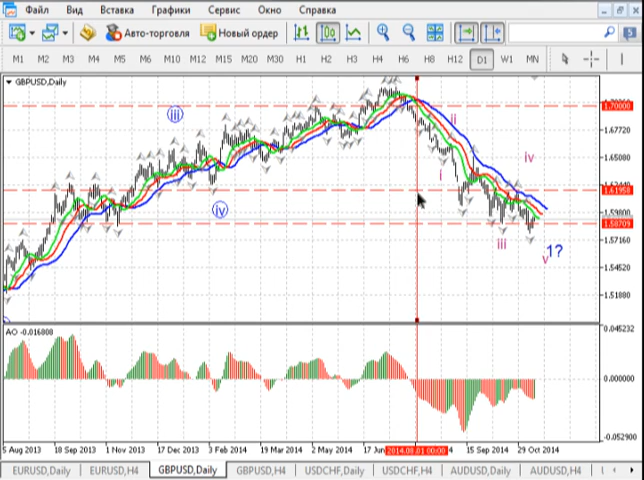 Файл Вид Вставка Графики Сервис Окно Справка
Авто-торговля Новый ордер
M1 M2 M3 M4 M5 M6 M10 M12 M15 M20 M30 H1 H2 H3 H4 H6 H8 H12 D1 W1 MN
GBPUSD,Daily
1.70000
1.67720
1.65080
1.61958
1.59800
1.58709
1.57160
1.54520
1.51880
iii
iv
i
ii
iii
iv
v
1?
AO -0.016808
0.045232
0.000000
-0.052900
5 Aug 2013 18 Sep 2013 1 Nov 2013 17 Dec 2013 3 Feb 2014 19 Mar 2014 2 May 2014 17 Jun 2014.08.01 00:00 4 15 Sep 2014 29 Oct 2014
EURUSD,Daily EURUSD,H4 GBPUSD,Daily GBPUSD,H4 USDCHF,Daily USDCHF,H4 AUDUSD,Daily AUDUSD,H4